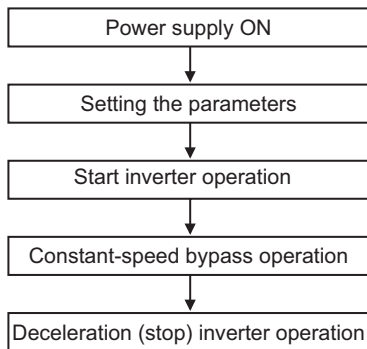 Power supply ON
Setting the parameters
Start inverter operation
Constant-speed bypass operation
Deceleration (stop) inverter operation